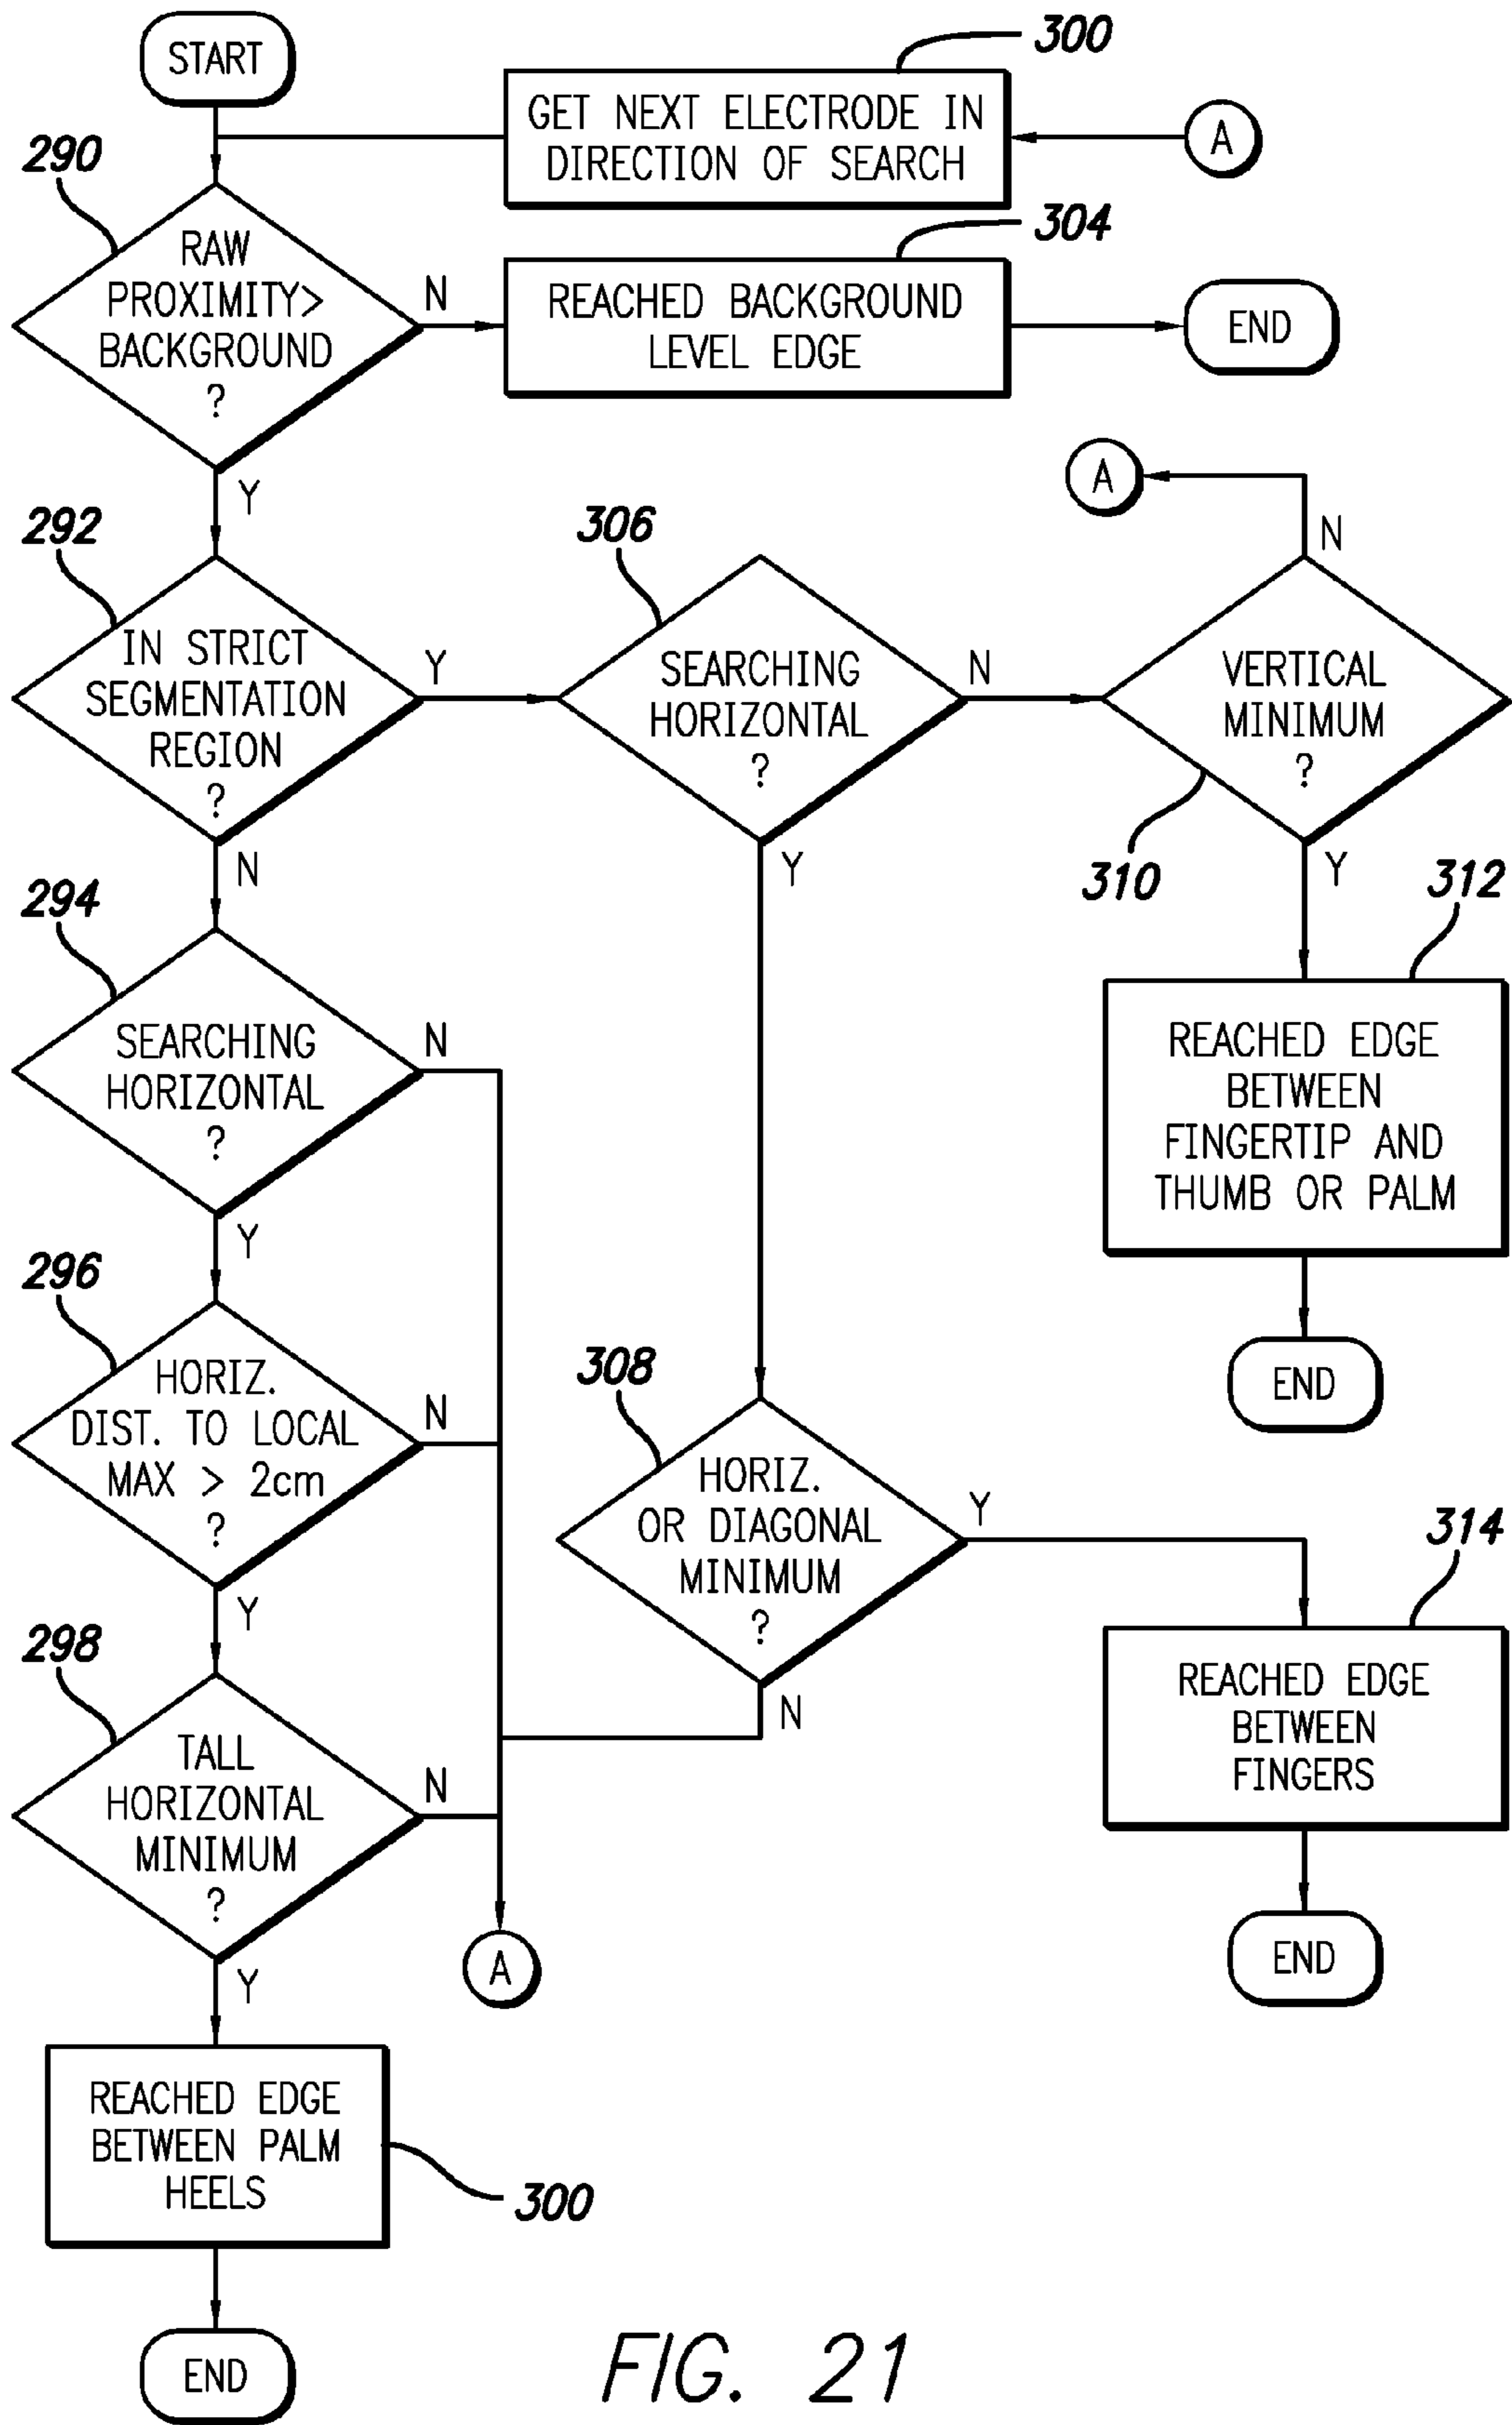 START
300
GET NEXT ELECTRODE IN
DIRECTION OF SEARCH
A
290
RAW
PROXIMITY>
BACKGROUND
?
N
Y
304
REACHED BACKGROUND
LEVEL EDGE
END
A
N
292
IN STRICT
SEGMENTATION
REGION
?
Y
N
306
SEARCHING
HORIZONTAL
?
N
Y
VERTICAL
MINIMUM
?
310
Y
312
REACHED EDGE
BETWEEN
FINGERTIP AND
THUMB OR PALM
END
294
SEARCHING
HORIZONTAL
?
N
Y
296
HORIZ.
DIST. TO LOCAL
MAX > 2cm
?
N
Y
308
HORIZ.
OR DIAGONAL
MINIMUM
?
Y
N
314
REACHED EDGE
BETWEEN
FINGERS
END
298
TALL
HORIZONTAL
MINIMUM
?
N
Y
A
REACHED EDGE
BETWEEN PALM
HEELS
300
END
FIG. 21